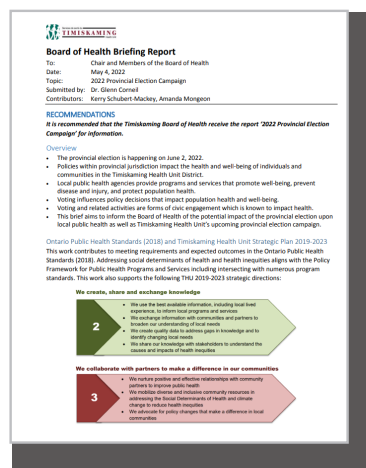 TIMISKAMING
Board of Health Briefing Report
To: Chair and Members of the Board of Health
Date: May 4, 2022
Topic: 2022 Provincial Election Campaign
Submitted by: Dr. Glenn Corneil
Contributors: Kerry Schubert-Mackey, Amanda Mongeon
RECOMMENDATIONS
It is recommended that the Timiskaming Board of Health receive the report ‘2022 Provincial Election
Campaign’ for information.
Overview
• The provincial election is happening on June 2, 2022.
• Policies within provincial jurisdiction impact the health and well-being of individuals and
communities in the Timiskaming Health Unit District.
• Local public health agencies provide programs and services that promote well-being, prevent
disease and injury, and protect population health.
• Voting influences policy decisions that impact population health and well-being.
• Voting and related activities are forms of civic engagement which is known to impact health.
• This brief aims to inform the Board of Health of the potential impact of the provincial election upon
local public health as well as Timiskaming Health Unit’s upcoming provincial election campaign.
Ontario Public Health Standards (2018) and Timiskaming Health Unit Strategic Plan 2019-2023
This work contributes to meeting requirements and expected outcomes in the Ontario Public Health
Standards (2018). Addressing social determinants of health and health inequities aligns with the Policy
Framework for Public Health Programs and Services including intersecting with numerous program
standards. This work also supports the following THU 2019-2023 strategic directions:
We create, share and exchange knowledge
2
• We use the best available information, including local lived
experience, to inform local programs and services
• We exchange information with communities and partners to
broaden our understanding of local needs
• We create quality data to address gaps in knowledge and to
identify changing local needs
• We share our knowledge with stakeholders to understand the
causes and impacts of health inequities
We collaborate with partners to make a difference in our communities
3
• We nurture positive and effective relationships with community
partners to improve public health
• We mobilize diverse and inclusive community resources in
addressing the Social Determinants of Health and climate
change to reduce health inequities
• We advocate for policy changes that make a difference in local
communities